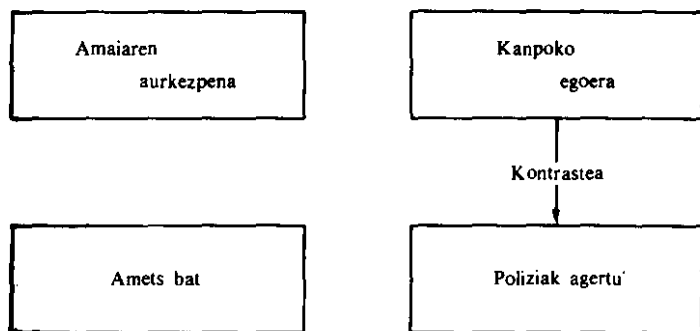 Amaiaren
aurkezpena
Kanpoko
egoera
Kontrastea
Amets bat
Poliziak agertu